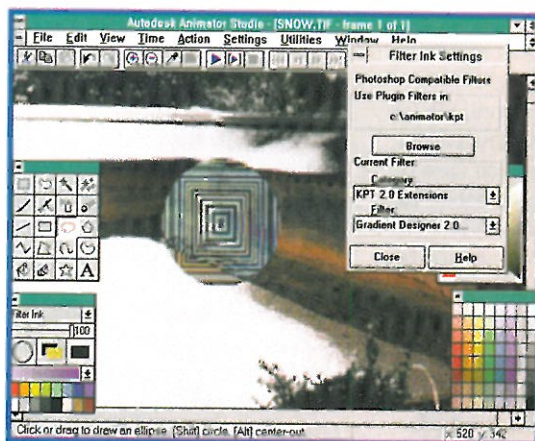 Autodesk Animator Studio - [SNOW.TIF - frame 1 of 1]
File Edit View Time Action Settings Utilities Window Help
Filter Ink Settings
Photoshop Compatible Filters
Use Plugin Filters in:
c:\animator\kpt
Browse
Current Filter:
Category
KPT 2.0 Extensions
Filter:
Gradient Designer 2.0...
Close Help
A
Filter Ink
100
Click or drag to draw an ellipse. [Shift] circle, [Alt] center-out.
x 520 y 342